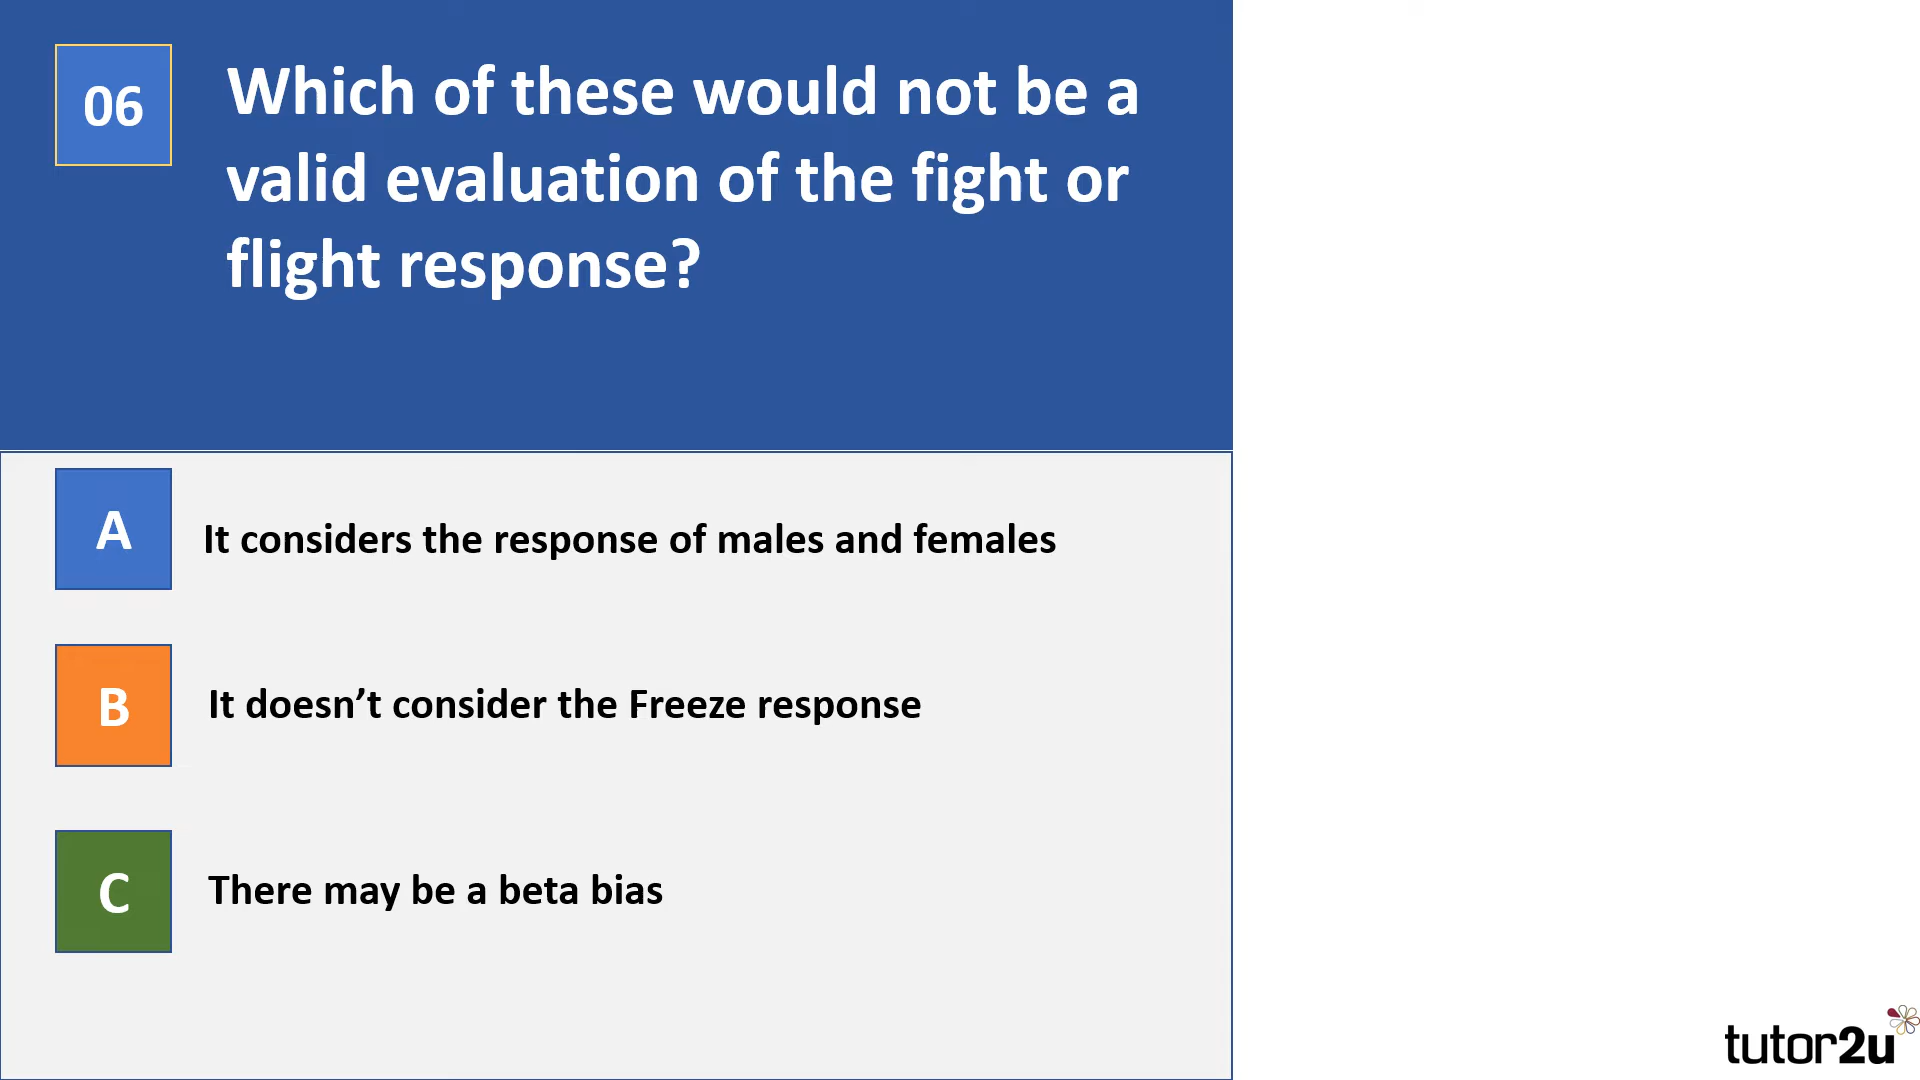 06
Which of these would not be a
valid evaluation of the fight or
flight response?
A
It considers the response of males and females
B
It doesn’t consider the Freeze response
C
There may be a beta bias
tutor2u